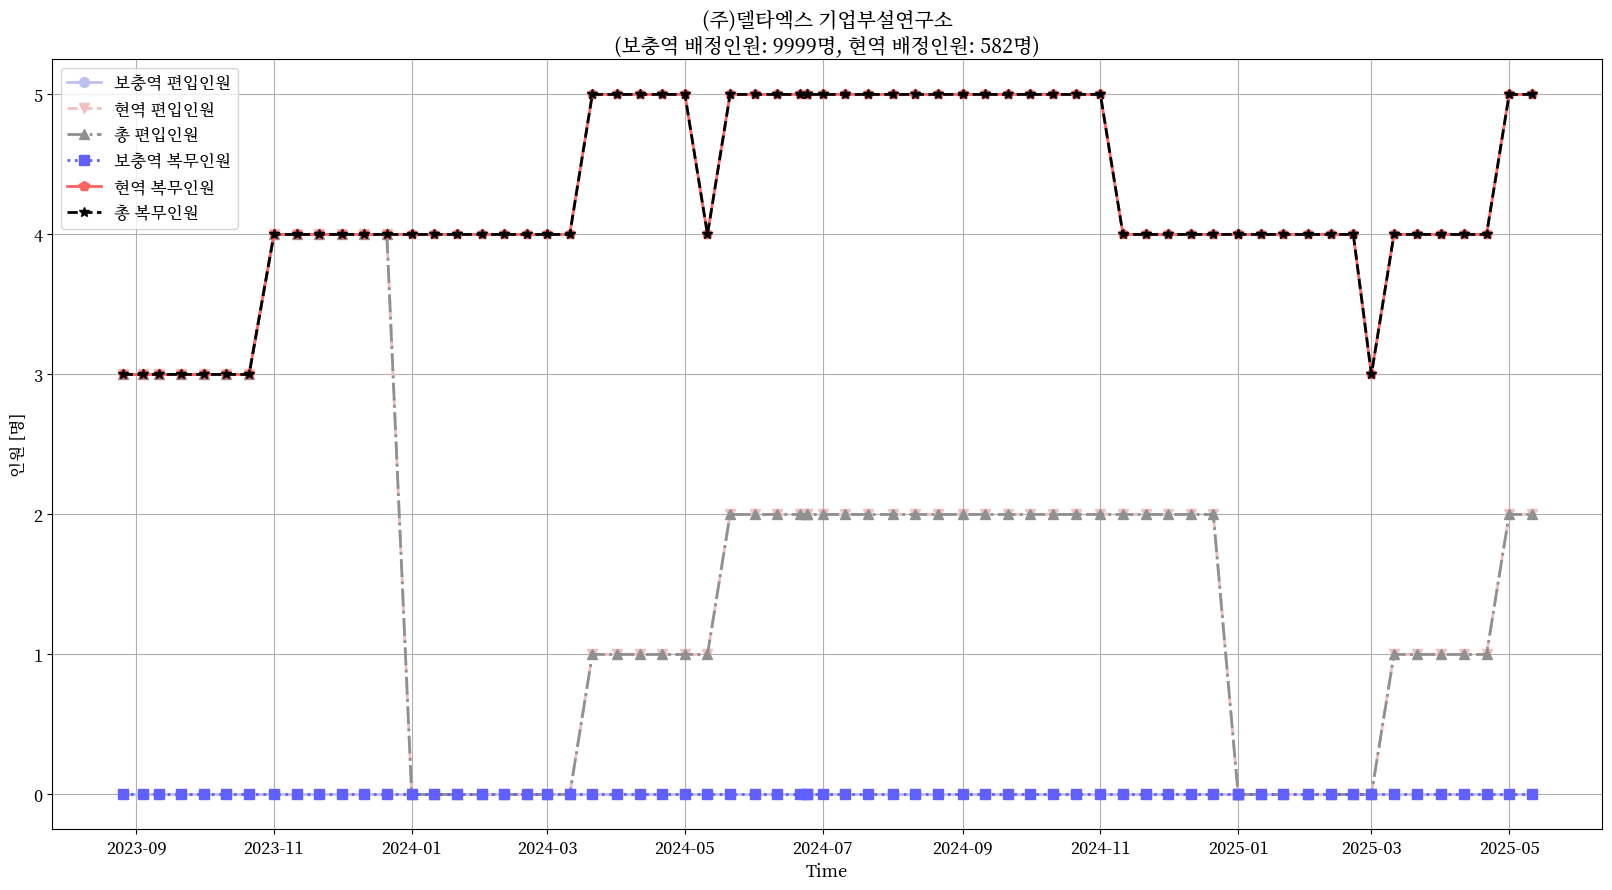 (주)델타엑스 기업부설연구소
(보충역 배정인원: 9999명, 현역 배정인원: 582명)
보충역 편입인원
현역 편입인원
총 편입인원
보충역 복무인원
현역 복무인원
총 복무인원
인원 [명]
5
4
3
2
1
0
2023-09 2023-11 2024-01 2024-03 2024-05 2024-07 2024-09 2024-11 2025-01 2025-03 2025-05
Time